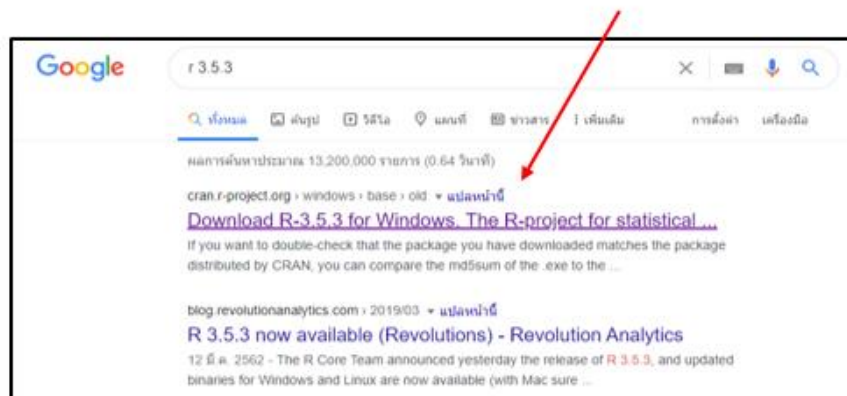 Google
r 3.5.3
ทั้งหมด ค้นรูป วิดีโอ แผนที่ ข่าวสาร เพิ่มเติม การตั้งค่า เครื่องมือ
ผลการค้นหาประมาณ 13,200,000 รายการ (0.64 วินาที)
cran.r-project.org › windows › base › old ▾ แปลหน้านี้
Download R-3.5.3 for Windows. The R-project for statistical ...
If you want to double-check that the package you have downloaded matches the package
distributed by CRAN, you can compare the md5sum of the .exe to the ...
blog.revolutionanalytics.com › 2019/03 ▾ แปลหน้านี้
R 3.5.3 now available (Revolutions) - Revolution Analytics
12 มี.ค. 2562 - The R Core Team announced yesterday the release of R 3.5.3, and updated
binaries for Windows and Linux are now available (with Mac sure ...